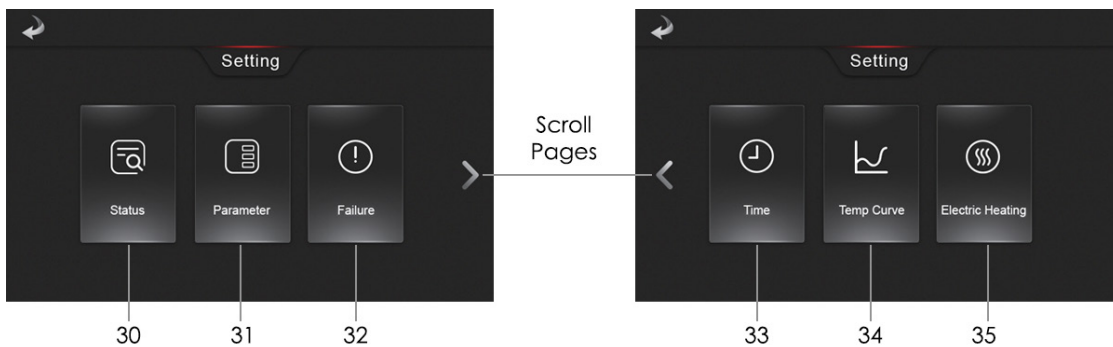 Setting
Status
Parameter
Failure
30
31
32
Scroll
Pages
Setting
Time
Temp Curve
Electric Heating
33
34
35